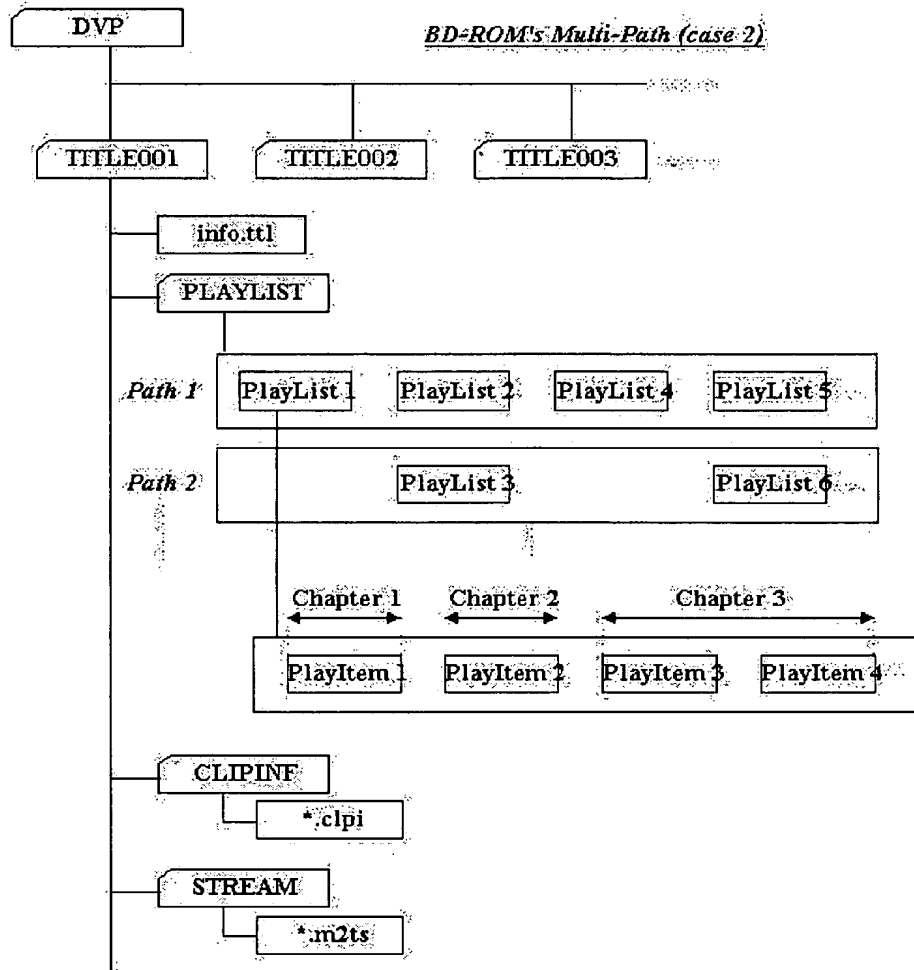 DVP
BD-ROM's Multi-Path (case 2)
TITLE001
TITLE002
TITLE003
info.ttl
PLAYLIST
Path 1
PlayList 1
PlayList 2
PlayList 4
PlayList 5
Path 2
PlayList 3
PlayList 6
Chapter 1
Chapter 2
Chapter 3
PlayItem 1
PlayItem 2
PlayItem 3
PlayItem 4
CLIPINF
*.clpi
STREAM
*.m2ts